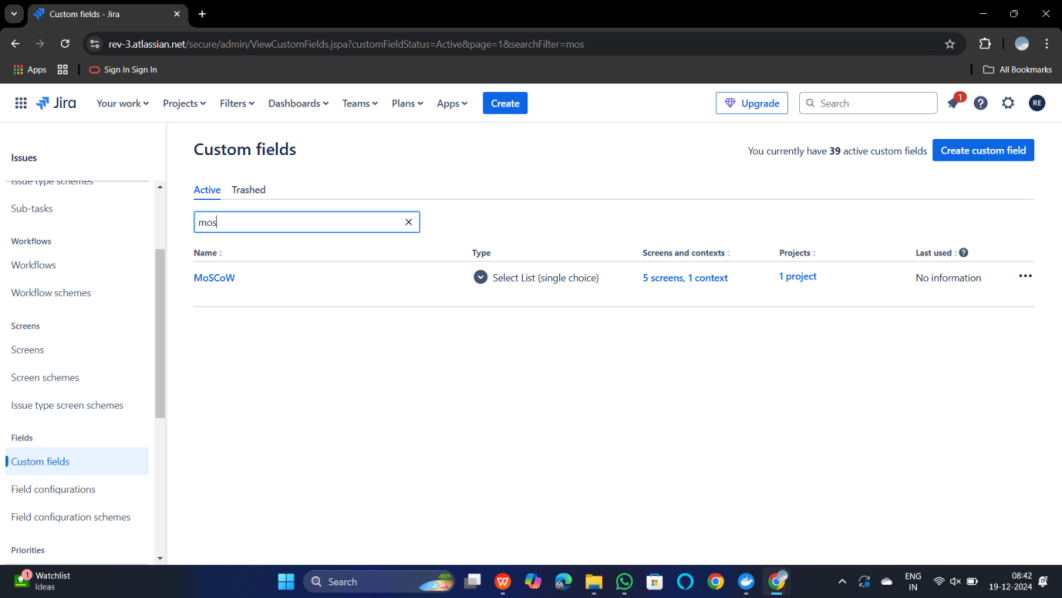 Custom fields - Jira
rev-3.atlassian.net/secure/admin/ViewCustomFields.jspa?customFieldStatus=Active&page=1&searchFilter=mos
Apps
Sign In Sign In
All Bookmarks
Jira
Your work
Projects
Filters
Dashboards
Teams
Plans
Apps
Create
Upgrade
Search
1
RE
Issues
Issue type schemes
Sub-tasks
Workflows
Workflows
Workflow schemes
Screens
Screens
Screen schemes
Issue type screen schemes
Fields
Custom fields
Field configurations
Field configuration schemes
Priorities
Custom fields
You currently have 39 active custom fields
Create custom field
Active
Trashed
mos
Name
Type
Screens and contexts
Projects
Last used
MoSCoW
Select List (single choice)
5 screens, 1 context
1 project
No information
1
Watchlist
Ideas
Search
ENG
IN
08:42
19-12-2024